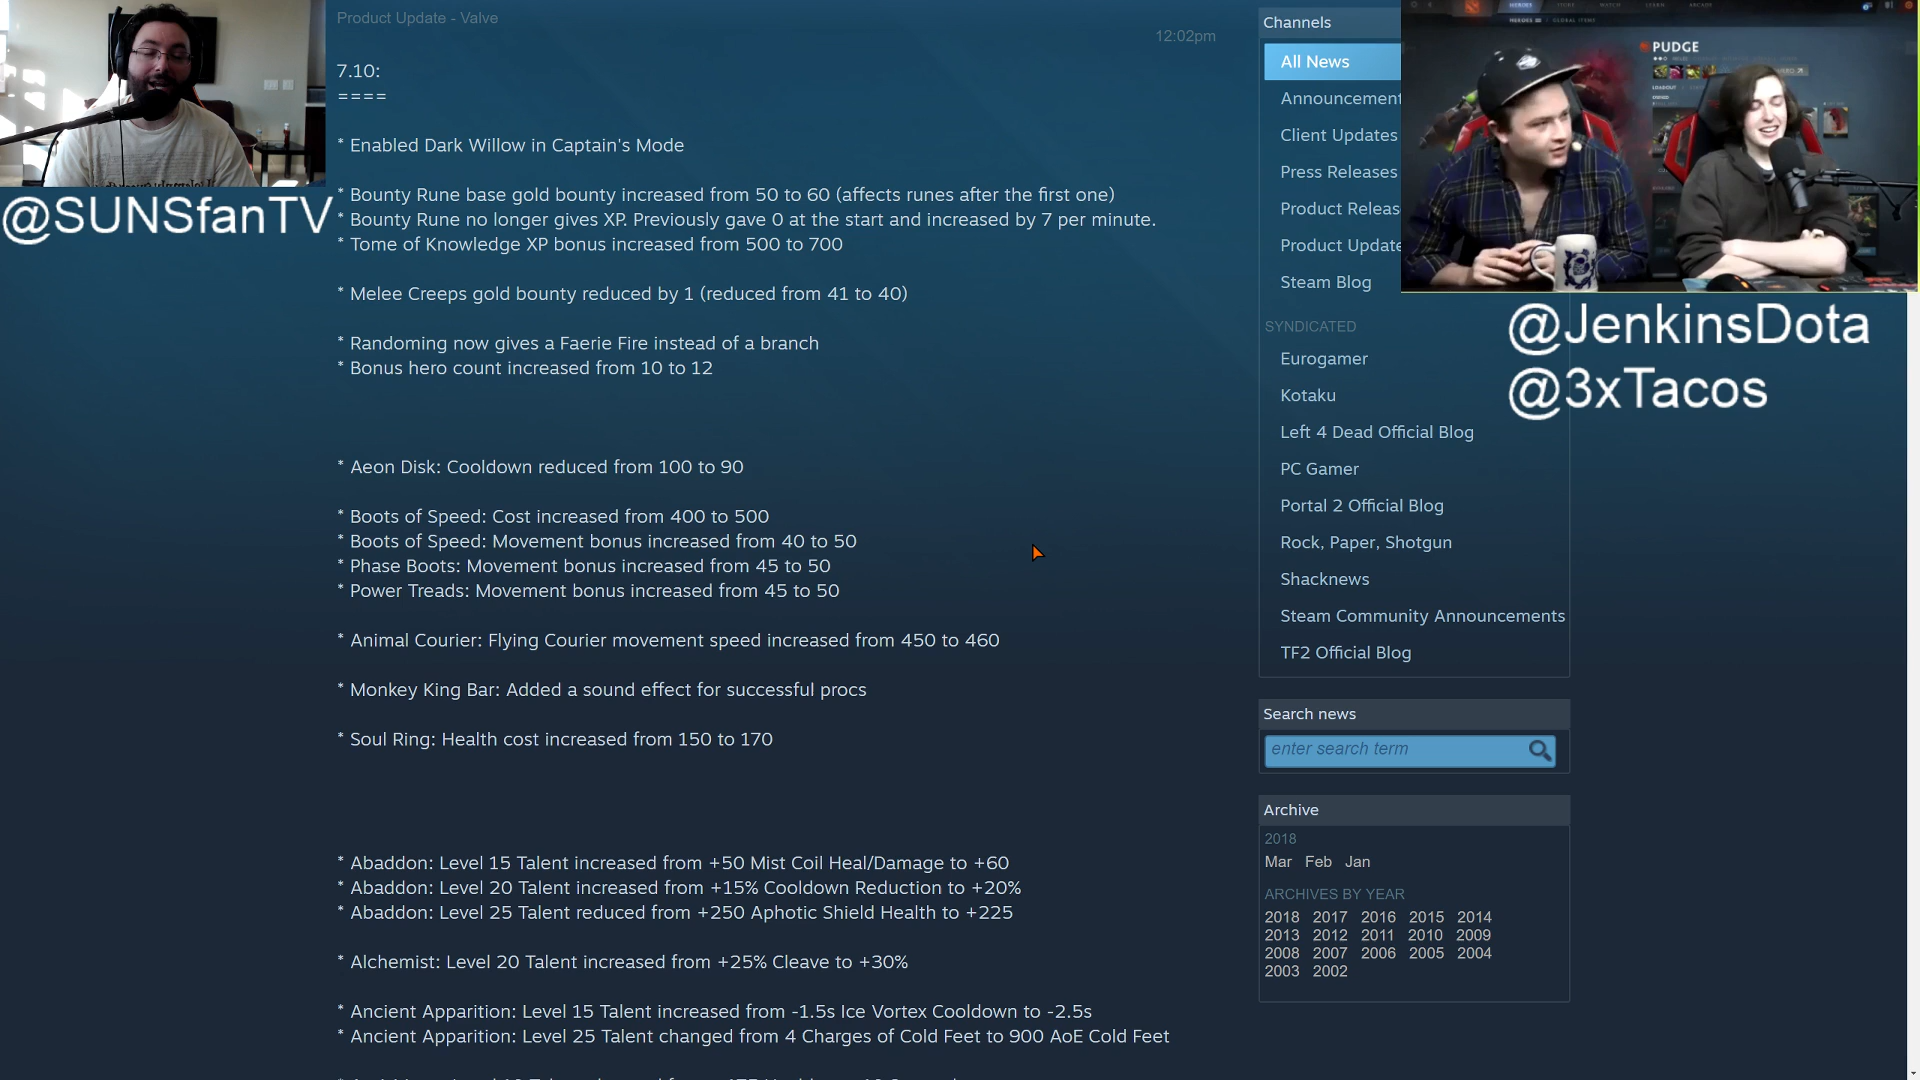 Product Update - Valve
12:02pm
7.10:
====
* Enabled Dark Willow in Captain's Mode
* Bounty Rune base gold bounty increased from 50 to 60 (affects runes after the first one)
* Bounty Rune no longer gives XP. Previously gave 0 at the start and increased by 7 per minute.
* Tome of Knowledge XP bonus increased from 500 to 700
* Melee Creeps gold bounty reduced by 1 (reduced from 41 to 40)
* Randoming now gives a Faerie Fire instead of a branch
* Bonus hero count increased from 10 to 12
* Aeon Disk: Cooldown reduced from 100 to 90
* Boots of Speed: Cost increased from 400 to 500
* Boots of Speed: Movement bonus increased from 40 to 50
* Phase Boots: Movement bonus increased from 45 to 50
* Power Treads: Movement bonus increased from 45 to 50
* Animal Courier: Flying Courier movement speed increased from 450 to 460
* Monkey King Bar: Added a sound effect for successful procs
* Soul Ring: Health cost increased from 150 to 170
* Abaddon: Level 15 Talent increased from +50 Mist Coil Heal/Damage to +60
* Abaddon: Level 20 Talent increased from +15% Cooldown Reduction to +20%
* Abaddon: Level 25 Talent reduced from +250 Aphotic Shield Health to +225
* Alchemist: Level 20 Talent increased from +25% Cleave to +30%
* Ancient Apparition: Level 15 Talent increased from -1.5s Ice Vortex Cooldown to -2.5s
* Ancient Apparition: Level 25 Talent changed from 4 Charges of Cold Feet to 900 AoE Cold Feet
@SUNSfanTV
Channels
All News
Announcement
Client Updates
Press Releases
Product Releas
Product Update
Steam Blog
SYNDICATED
Eurogamer
Kotaku
Left 4 Dead Official Blog
PC Gamer
Portal 2 Official Blog
Rock, Paper, Shotgun
Shacknews
Steam Community Announcements
TF2 Official Blog
Search news
enter search term
Archive
2018
Mar Feb Jan
ARCHIVES BY YEAR
2018 2017 2016 2015 2014
2013 2012 2011 2010 2009
2008 2007 2006 2005 2004
2003 2002
PUDGE
@JenkinsDota
@3xTacos